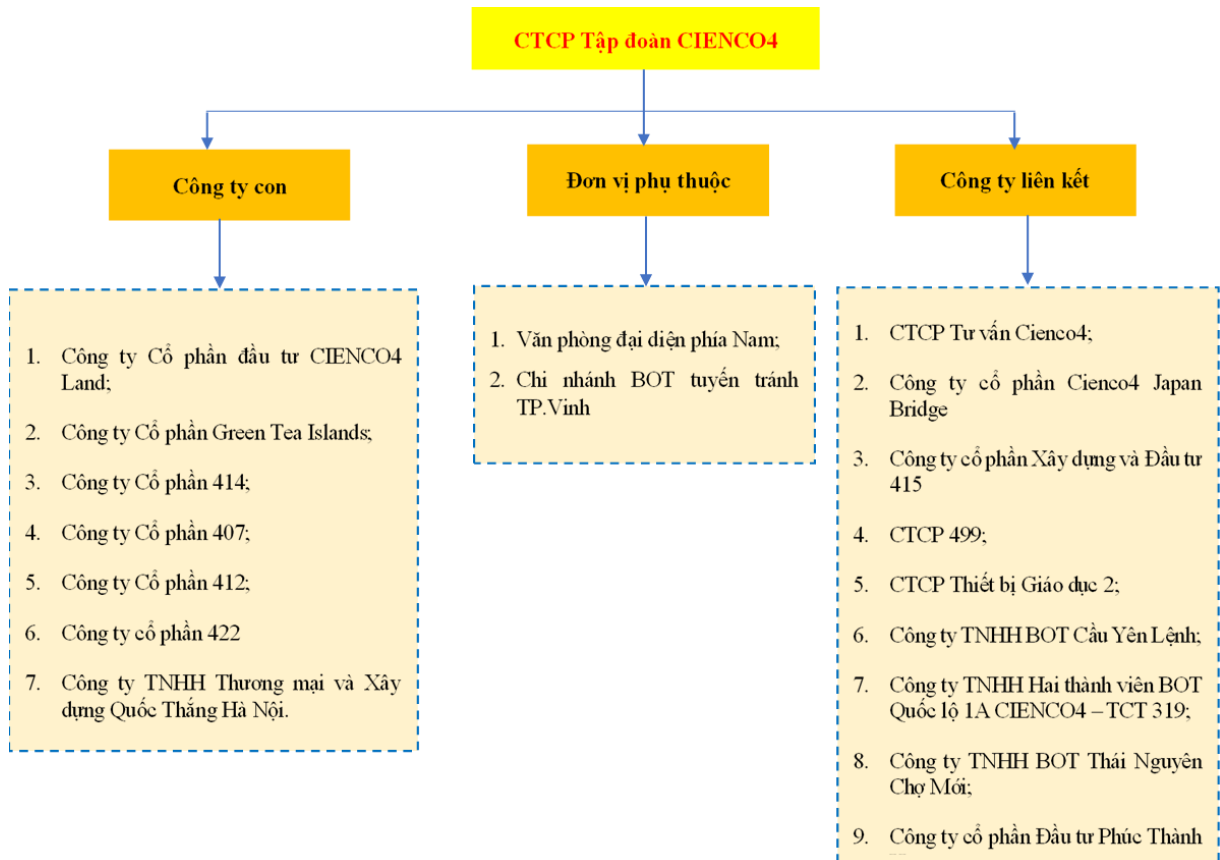 CTCP Tập đoàn CIENCO4
Công ty con
Đơn vị phụ thuộc
Công ty liên kết
1. Công ty Cổ phần đầu tư CIENCO4
Land;
2. Công ty Cổ phần Green Tea Islands;
3. Công ty Cổ phần 414;
4. Công ty Cổ phần 407;
5. Công ty Cổ phần 412;
6. Công ty cổ phần 422
7. Công ty TNHH Thương mại và Xây
dựng Quốc Thắng Hà Nội.
1. Văn phòng đại diện phía Nam;
2. Chi nhánh BOT tuyến tránh
TP.Vinh
1. CTCP Tư vấn Cienco4;
2. Công ty cổ phần Cienco4 Japan
Bridge
3. Công ty cổ phần Xây dựng và Đầu tư
415
4. CTCP 499;
5. CTCP Thiết bị Giáo dục 2;
6. Công ty TNHH BOT Cầu Yên Lệnh;
7. Công ty TNHH Hai thành viên BOT
Quốc lộ 1A CIENCO4 – TCT 319;
8. Công ty TNHH BOT Thái Nguyên
Chợ Mới;
9. Công ty cổ phần Đầu tư Phúc Thành